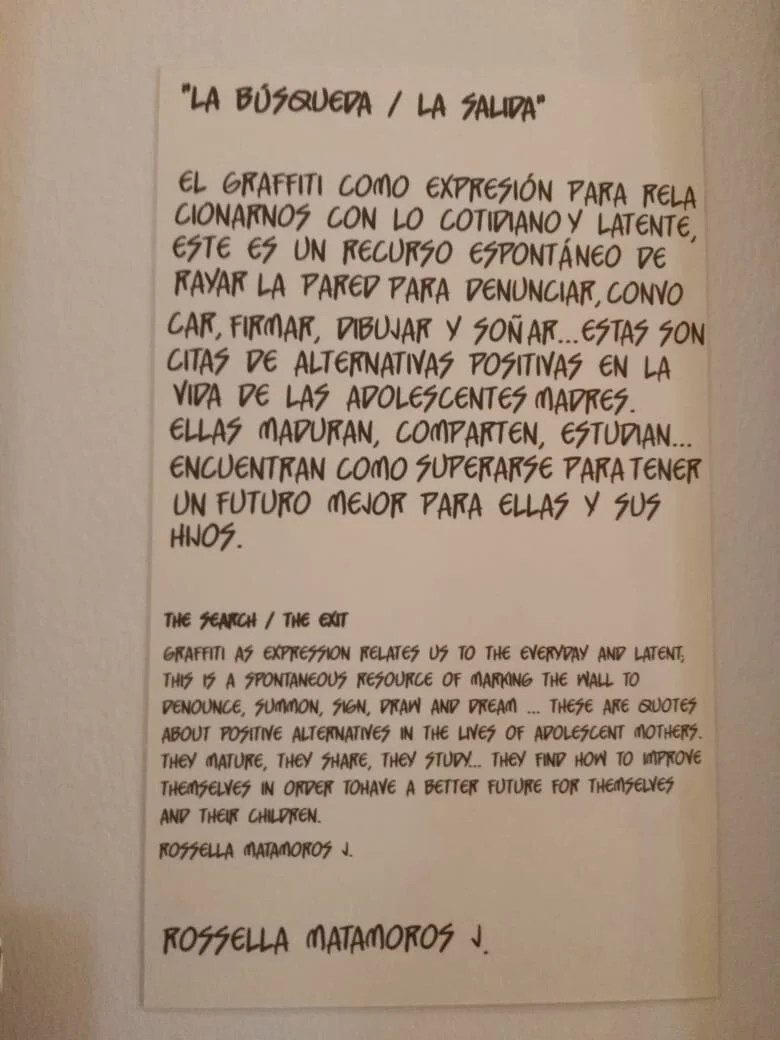 "LA BÚSQUEDA / LA SALIDA"
EL GRAFFITI COMO EXPRESIÓN PARA RELA
CIONARNOS CON LO COTIDIANO Y LATENTE,
ESTE ES UN RECURSO ESPONTÁNEO DE
RAYAR LA PARED PARA DENUNCIAR, CONVO
CAR, FIRMAR, DIBUJAR Y SOÑAR...ESTAS SON
CITAS DE ALTERNATIVAS POSITIVAS EN LA
VIDA DE LAS ADOLESCENTES MADRES.
ELLAS MADURAN, COMPARTEN, ESTUDIAN...
ENCUENTRAN COMO SUPERARSE PARA TENER
UN FUTURO MEJOR PARA ELLAS Y SUS
HIJOS.
THE SEARCH / THE EXIT
GRAFFITI AS EXPRESSION RELATES US TO THE EVERYDAY AND LATENT;
THIS IS A SPONTANEOUS RESOURCE OF MARKING THE WALL TO
DENOUNCE, SUMMON, SIGN, DRAW AND DREAM ... THESE ARE QUOTES
ABOUT POSITIVE ALTERNATIVES IN THE LIVES OF ADOLESCENT MOTHERS.
THEY MATURE, THEY SHARE, THEY STUDY... THEY FIND HOW TO IMPROVE
THEMSELVES IN ORDER TOHAVE A BETTER FUTURE FOR THEMSELVES
AND THEIR CHILDREN.
ROSSELLA MATAMOROS J.
ROSSELLA MATAMOROS J.